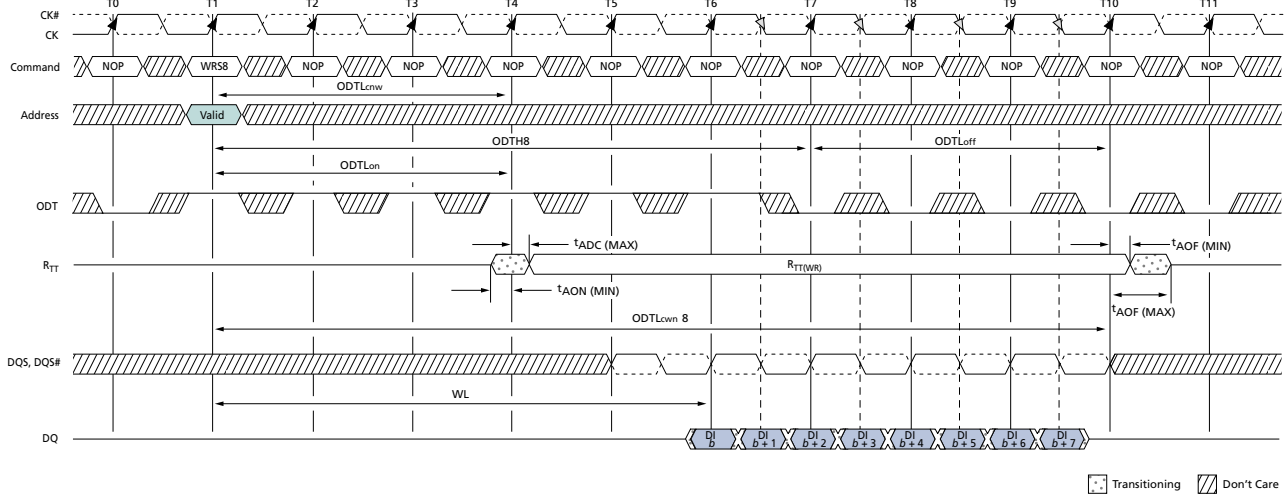 T0 T1 T2 T3 T4 T5 T6 T7 T8 T9 T10 T11
CK#
CK
Command NOP WRS8 NOP NOP NOP NOP NOP NOP NOP NOP NOP NOP
ODTLcnw
Address Valid
ODTH8 ODTLoff
ODTLon
ODT
tADC (MAX) tAOF (MIN)
RTT RTT(WR)
tAON (MIN)
tAOF (MAX)
ODTLcwn 8
DQS, DQS#
WL
DQ DI b DI b + 1 DI b + 2 DI b + 3 DI b + 4 DI b + 5 DI b + 6 DI b + 7
Transitioning Don't Care